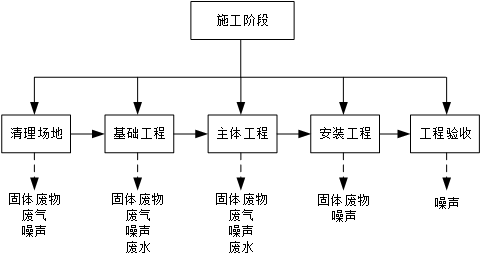 施工阶段
清理场地
基础工程
主体工程
安装工程
工程验收
固体废物
废气
噪声
固体废物
废气
噪声
废水
固体废物
废气
噪声
废水
固体废物
噪声
噪声